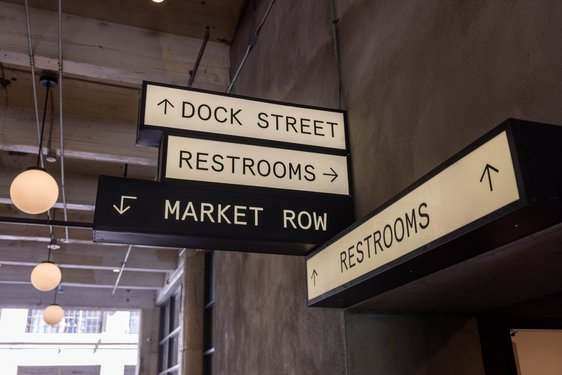 ↑ DOCK STREET
RESTROOMS →
↙ MARKET ROW
↑ RESTROOMS ↑